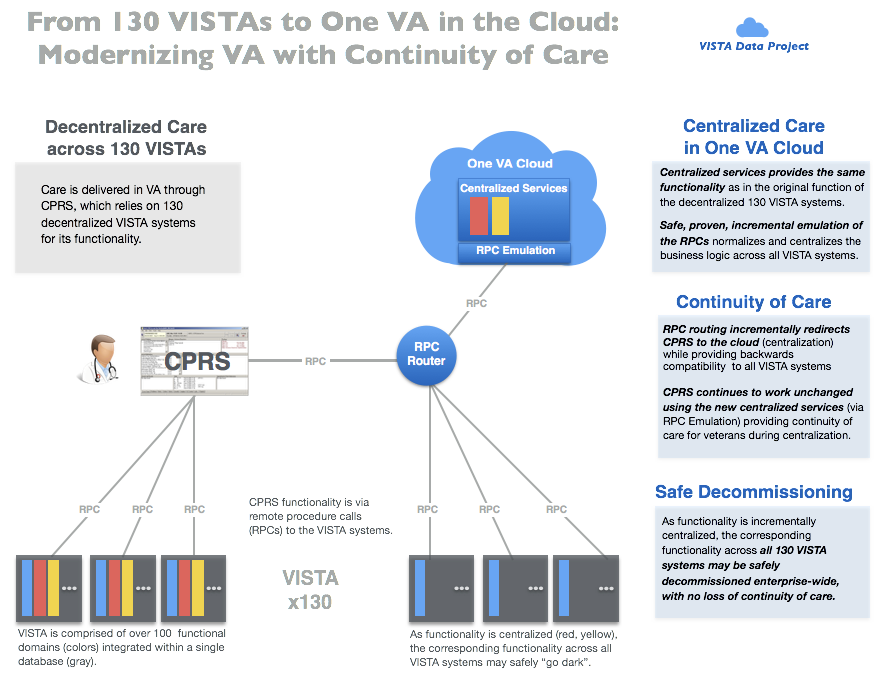 From 130 VISTAs to One VA in the Cloud:
Modernizing VA with Continuity of Care
VISTA Data Project
Decentralized Care
across 130 VISTAs
Care is delivered in VA through
CPRS, which relies on 130
decentralized VISTA systems
for its functionality.
One VA Cloud
Centralized Services
RPC Emulation
RPC
CPRS
RPC
RPC
Router
RPC
RPC
RPC
CPRS functionality is via
remote procedure calls
(RPCs) to the VISTA systems.
RPC
RPC
RPC
...
...
...
VISTA
x130
...
...
...
VISTA is comprised of over 100 functional
domains (colors) integrated within a single
database (gray).
As functionality is centralized (red, yellow),
the corresponding functionality across all
VISTA systems may safely “go dark”.
Centralized Care
in One VA Cloud
Centralized services provides the same
functionality as in the original function of
the decentralized 130 VISTA systems.
Safe, proven, incremental emulation of
the RPCs normalizes and centralizes the
business logic across all VISTA systems.
Continuity of Care
RPC routing incrementally redirects
CPRS to the cloud (centralization)
while providing backwards
compatibility to all VISTA systems
CPRS continues to work unchanged
using the new centralized services (via
RPC Emulation) providing continuity of
care for veterans during centralization.
Safe Decommissioning
As functionality is incrementally
centralized, the corresponding
functionality across all 130 VISTA
systems may be safely
decommissioned enterprise-wide,
with no loss of continuity of care.